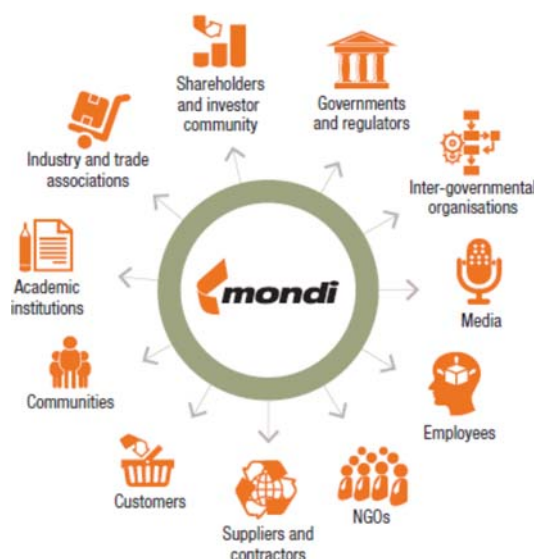 Shareholders
and investor
community
Governments
and regulators
Inter-governmental
organisations
Media
Employees
NGOs
Suppliers and
contractors
Customers
Communities
Academic
institutions
Industry and trade
associations
mondi